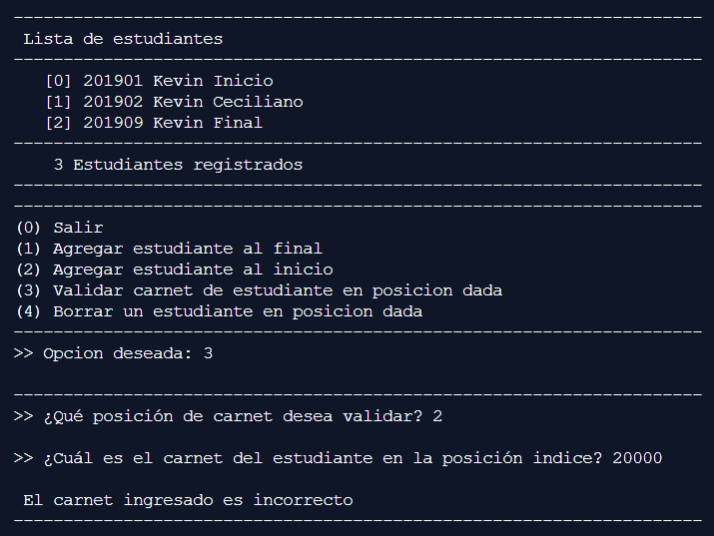 Lista de estudiantes
[0] 201901 Kevin Inicio
[1] 201902 Kevin Ceciliano
[2] 201909 Kevin Final
3 Estudiantes registrados
(0) Salir
(1) Agregar estudiante al final
(2) Agregar estudiante al inicio
(3) Validar carnet de estudiante en posicion dada
(4) Borrar un estudiante en posicion dada
>> Opcion deseada: 3
>> ¿Qué posición de carnet desea validar? 2
>> ¿Cuál es el carnet del estudiante en la posición indice? 20000
El carnet ingresado es incorrecto